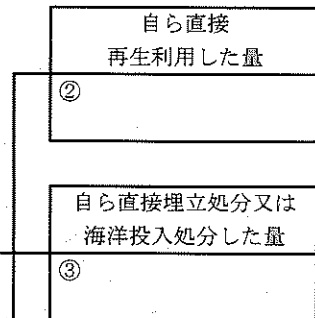 自ら直接
再生利用した量
②
自ら直接埋立処分又は
海洋投入処分した量
③